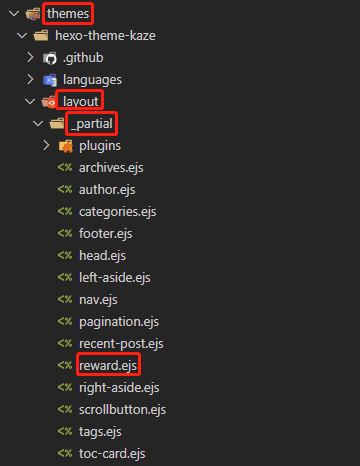 themes
hexo-theme-kaze
.github
languages
layout
_partial
plugins
<%> archives.ejs
<%> author.ejs
<%> categories.ejs
<%> footer.ejs
<%> head.ejs
<%> left-aside.ejs
<%> nav.ejs
<%> pagination.ejs
<%> recent-post.ejs
<%> reward.ejs
<%> right-aside.ejs
<%> scrollbutton.ejs
<%> tags.ejs
<%> toc-card.ejs